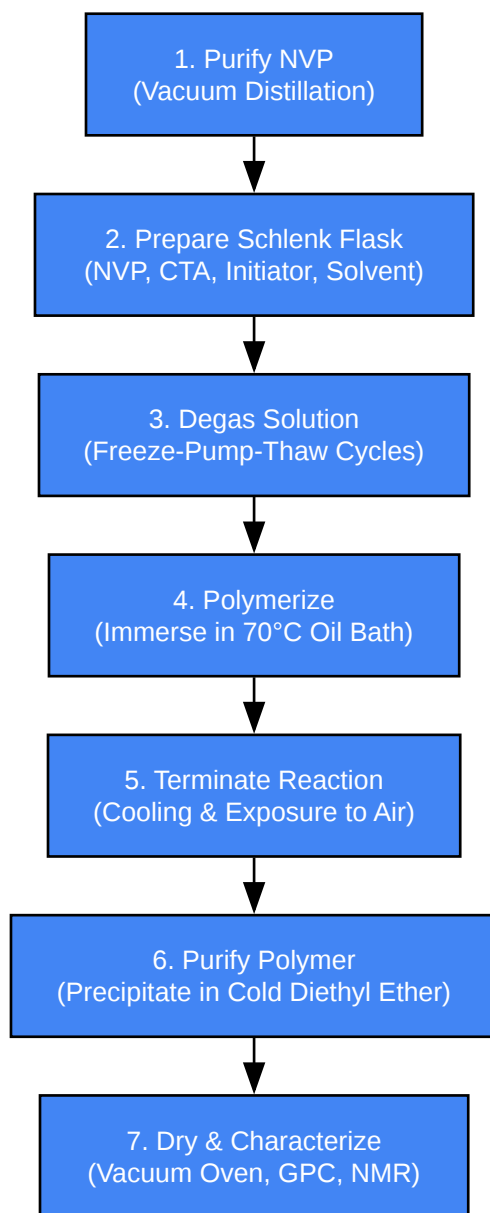 1. Purify NVP
(Vacuum Distillation)
2. Prepare Schlenk Flask
(NVP, CTA, Initiator, Solvent)
3. Degas Solution
(Freeze-Pump-Thaw Cycles)
4. Polymerize
(Immerse in 70°C Oil Bath)
5. Terminate Reaction
(Cooling & Exposure to Air)
6. Purify Polymer
(Precipitate in Cold Diethyl Ether)
7. Dry & Characterize
(Vacuum Oven, GPC, NMR)